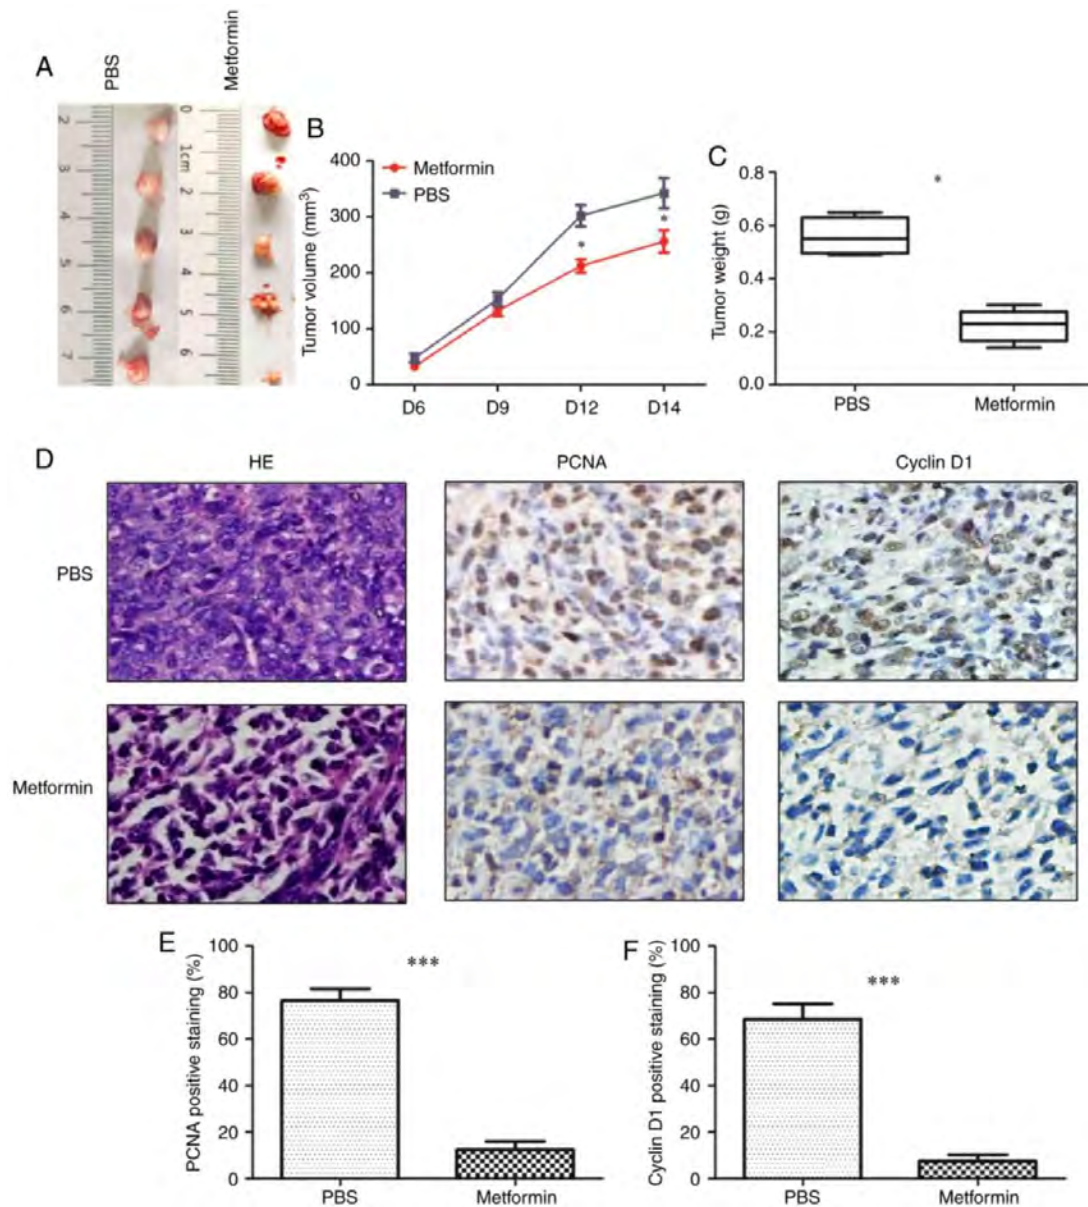 A
PBS
Metformin
2
3
4
5
6
7
0
1cm
2
3
4
5
6
B
400
300
200
100
0
Tumor volume (mm³)
Metformin
PBS
*
*
D6
D9
D12
D14
C
0.8
0.6
0.4
0.2
0.0
Tumor weight (g)
*
PBS
Metformin
D
HE
PCNA
Cyclin D1
PBS
Metformin
E
100
80
60
40
20
0
PCNA positive staining (%)
***
PBS
Metformin
F
100
80
60
40
20
0
Cyclin D1 positive staining (%)
***
PBS
Metformin